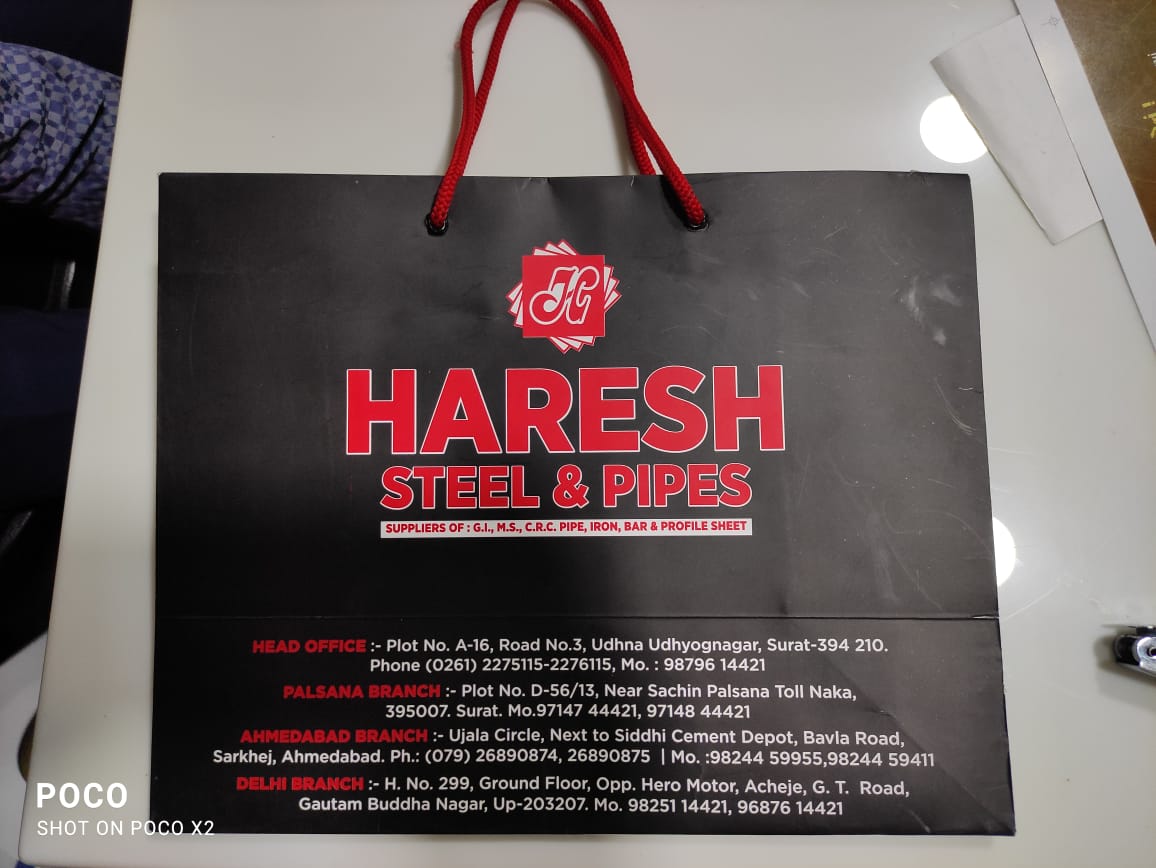 HARESH
STEEL & PIPES
SUPPLIERS OF : G.I., M.S., C.R.C. PIPE, IRON, BAR & PROFILE SHEET
HEAD OFFICE :- Plot No. A-16, Road No.3, Udhna Udhyognagar, Surat-394 210.
Phone (0261) 2275115-2276115, Mo. : 98796 14421
PALSANA BRANCH :- Plot No. D-56/13, Near Sachin Palsana Toll Naka,
395007. Surat. Mo.97147 44421, 97148 44421
AHMEDABAD BRANCH :- Ujala Circle, Next to Siddhi Cement Depot, Bavla Road,
Sarkhej, Ahmedabad. Ph.: (079) 26890874, 26890875 | Mo. :98244 59955,98244 59411
DELHI BRANCH :- H. No. 299, Ground Floor, Opp. Hero Motor, Acheje, G. T. Road,
Gautam Buddha Nagar, Up-203207. Mo. 98251 14421, 96876 14421
POCO
SHOT ON POCO X2